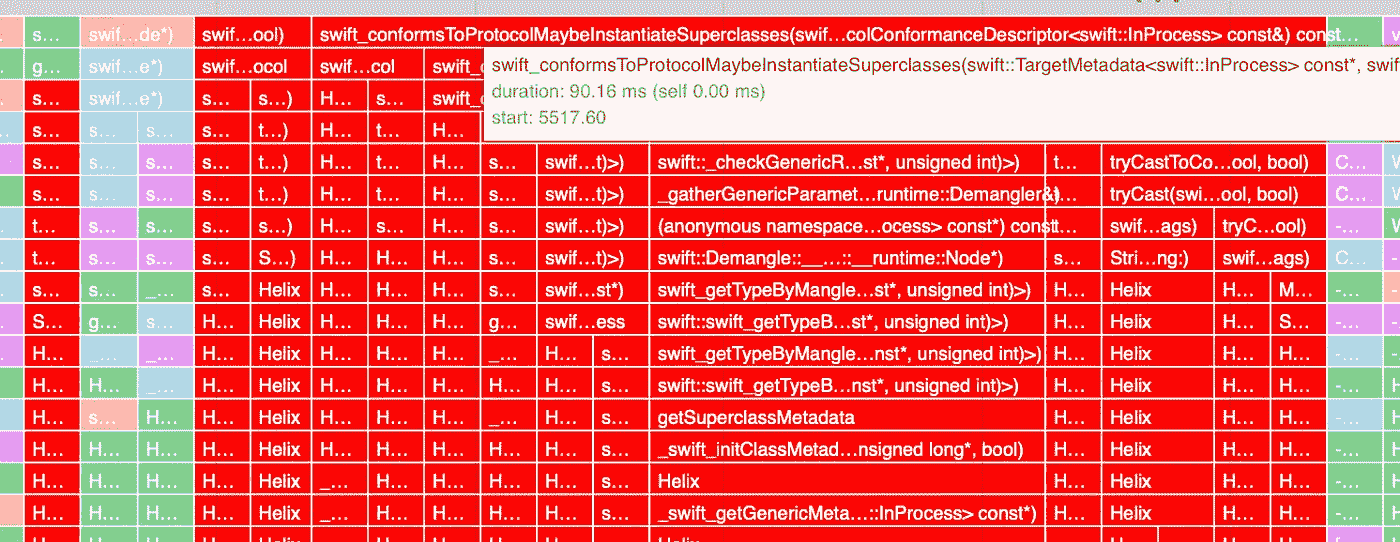 s... swif...de*) swif...ool) swift_conformsToProtocolMaybeInstantiateSuperclasses(swif...colConformanceDescriptor<swift::InProcess> const&) const...
g... swif...e*) swif...ocol swif...col
swift_conformsToProtocolMaybeInstantiateSuperclasses(swift::TargetMetadata<swift::InProcess> const*, swif
duration: 90.16 ms (self 0.00 ms)
start: 5517.60
s... swif...e*) s... s...) H... t...
s... s... s... s... t...) H... t... H...
s... s... s... s... t...) H... t... H... s... swif...t)>) swift::_checkGenericR...st*, unsigned int)>) t... tryCastToCo...ool, bool) C...
s... s... s... s... t...) H... H... H... s... swif...t)>) _gatherGenericParamet...runtime::Demangler&) tryCast(swi...ool, bool) C...
t... s... s... s... s...) H... s... H... s... swif...t)>) (anonymous namespace...ocess> const*) const swif...ags) tryC...ool) -...
t... s... s... s... S...) H... H... H... s... swif...t)>) swift::Demangle::__...::__runtime::Node*) s... Stri...ng:) swif...ags) C...
s... s... _... s... Helix H... H... H... s... swif...st*) swift_getTypeByMangle...st*, unsigned int)>) H... Helix H... M... -...
S... g... s... H... Helix H... H... H... g... swif...ess swift::swift_getTypeB...st*, unsigned int)>) H... Helix H... S... -...
H... _... _... H... Helix H... H... H... _... H... s... swift_getTypeByMangle...nst*, unsigned int)>) H... Helix H... H... -...
H... H... _... H... Helix H... H... H... _... H... s... swift::swift_getTypeB...nst*, unsigned int)>) H... Helix H... H... -...
H... s... H... H... Helix H... H... H... _... H... s... getSuperclassMetadata H... Helix H... H... -...
H... H... H... H... Helix H... H... H... H... H... s... _swift_initClassMetad...nsigned long*, bool) H... Helix H... H... -...
H... H... H... H... Helix _... H... H... H... H... s... Helix H... Helix H... H... -...
H... H... H... H... Helix _... H... H... H... H... s... _swift_getGenericMeta...::InProcess> const*) H... Helix H... H... -...